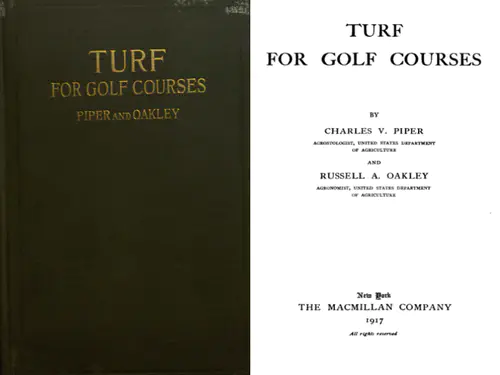 TURF
FOR GOLF COURSES
PIPER AND OAKLEY
TURF
FOR GOLF COURSES
BY
CHARLES V. PIPER
AGROSTOLOGIST, UNITED STATES DEPARTMENT
OF AGRICULTURE
AND
RUSSELL A. OAKLEY
AGRONOMIST, UNITED STATES DEPARTMENT
OF AGRICULTURE
New York
THE MACMILLAN COMPANY
1917
All rights reserved